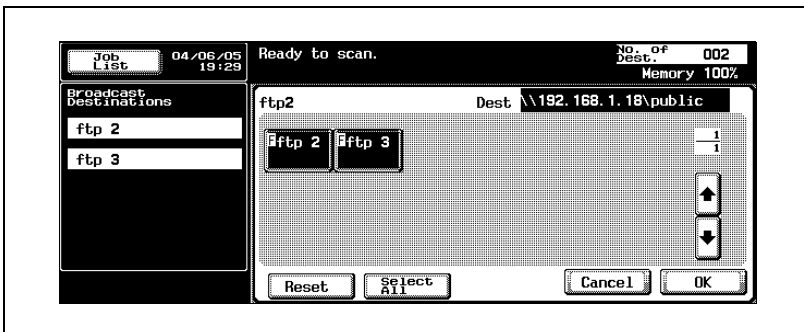 Job List
04/06/05
19:29
Ready to scan.
No. of Dest. 002
Memory 100%
Broadcast
Destinations
ftp 2
ftp 3
ftp2
Dest \\192.168.1.18\public
F ftp 2
F ftp 3
1
1
Reset
Select All
Cancel
OK